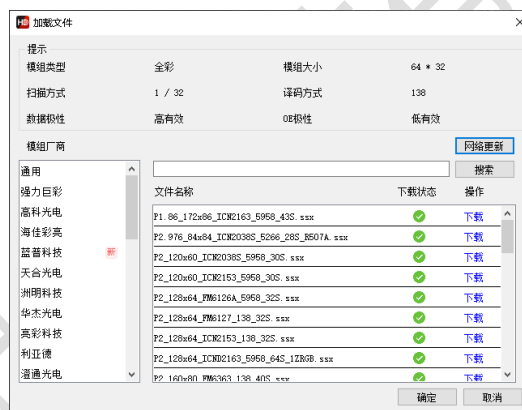 HD 加载文件
提示
模组类型 全彩 模组大小 64 * 32
扫描方式 1 / 32 译码方式 138
数据极性 高有效 OE极性 低有效
模组厂商 网络更新
搜索
文件名称 下载状态 操作
通用
强力巨彩
高科光电
海佳彩亮
蓝普科技 新
天合光电
洲明科技
华杰光电
亮彩科技
利亚德
澄通光电
P1.86_172x86_ICN2163_5958_43S.ssx 下载
P2.976_84x84_ICN2038S_5266_28S_B507A.ssx 下载
P2_120x60_ICN2038S_5958_30S.ssx 下载
P2_120x60_ICN2153_5958_30S.ssx 下载
P2_128x64_FM6126A_5958_32S.ssx 下载
P2_128x64_FM6127_138_32S.ssx 下载
P2_128x64_ICN2153_138_32S.ssx 下载
P2_128x64_ICND2163_5958_64S_1ZRGB.ssx 下载
P2_160x80_FM6363_138_40S.ssx 下载
确定 取消